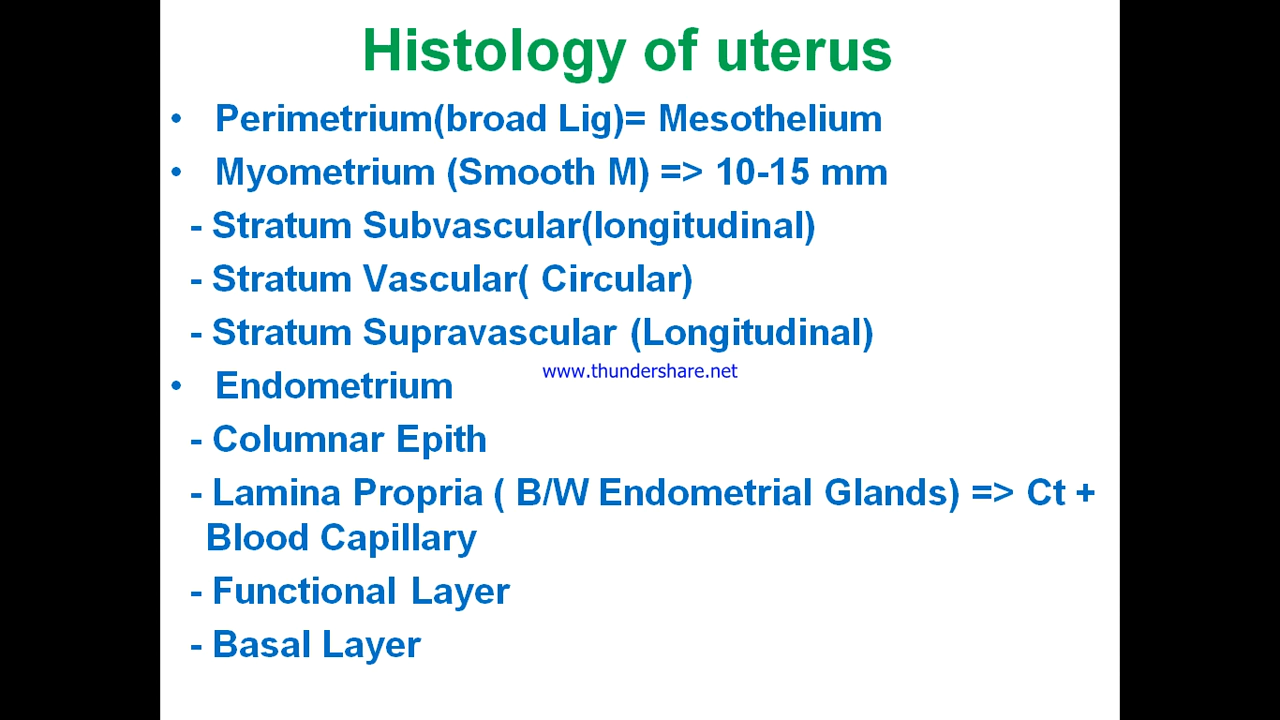 Histology of uterus
• Perimetrium(broad Lig)= Mesothelium
• Myometrium (Smooth M) => 10-15 mm
- Stratum Subvascular(longitudinal)
- Stratum Vascular( Circular)
- Stratum Supravascular (Longitudinal)
www.thundershare.net
• Endometrium
- Columnar Epith
- Lamina Propria ( B/W Endometrial Glands) => Ct +
Blood Capillary
- Functional Layer
- Basal Layer